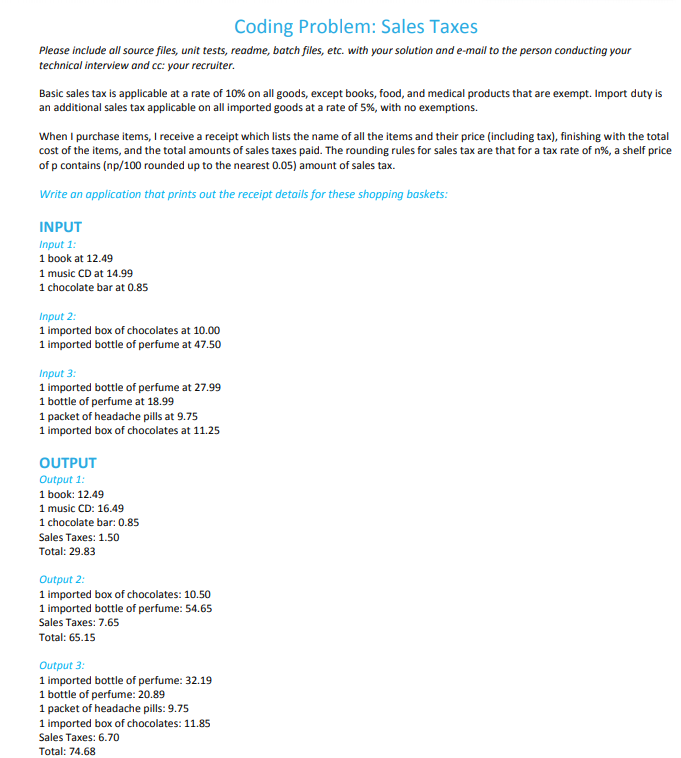 Coding Problem: Sales Taxes
Please include all source files, unit tests, readme, batch files, etc. with your solution and e-mail to the person conducting your
technical interview and cc: your recruiter.
Basic sales tax is applicable at a rate of 10% on all goods, except books, food, and medical products that are exempt. Import duty is
an additional sales tax applicable on all imported goods at a rate of 5%, with no exemptions.
When I purchase items, I receive a receipt which lists the name of all the items and their price (including tax), finishing with the total
cost of the items, and the total amounts of sales taxes paid. The rounding rules for sales tax are that for a tax rate of n%, a shelf price
of p contains (np/100 rounded up to the nearest 0.05) amount of sales tax.
Write an application that prints out the receipt details for these shopping baskets:
INPUT
Input 1:
1 book at 12.49
1 music CD at 14.99
1 chocolate bar at 0.85
Input 2:
1 imported box of chocolates at 10.00
1 imported bottle of perfume at 47.50
Input 3:
1 imported bottle of perfume at 27.99
1 bottle of perfume at 18.99
1 packet of headache pills at 9.75
1 imported box of chocolates at 11.25
OUTPUT
Output 1:
1 book: 12.49
1 music CD: 16.49
1 chocolate bar: 0.85
Sales Taxes: 1.50
Total: 29.83
Output 2:
1 imported box of chocolates: 10.50
1 imported bottle of perfume: 54.65
Sales Taxes: 7.65
Total: 65.15
Output 3:
1 imported bottle of perfume: 32.19
1 bottle of perfume: 20.89
1 packet of headache pills: 9.75
1 imported box of chocolates: 11.85
Sales Taxes: 6.70
Total: 74.68